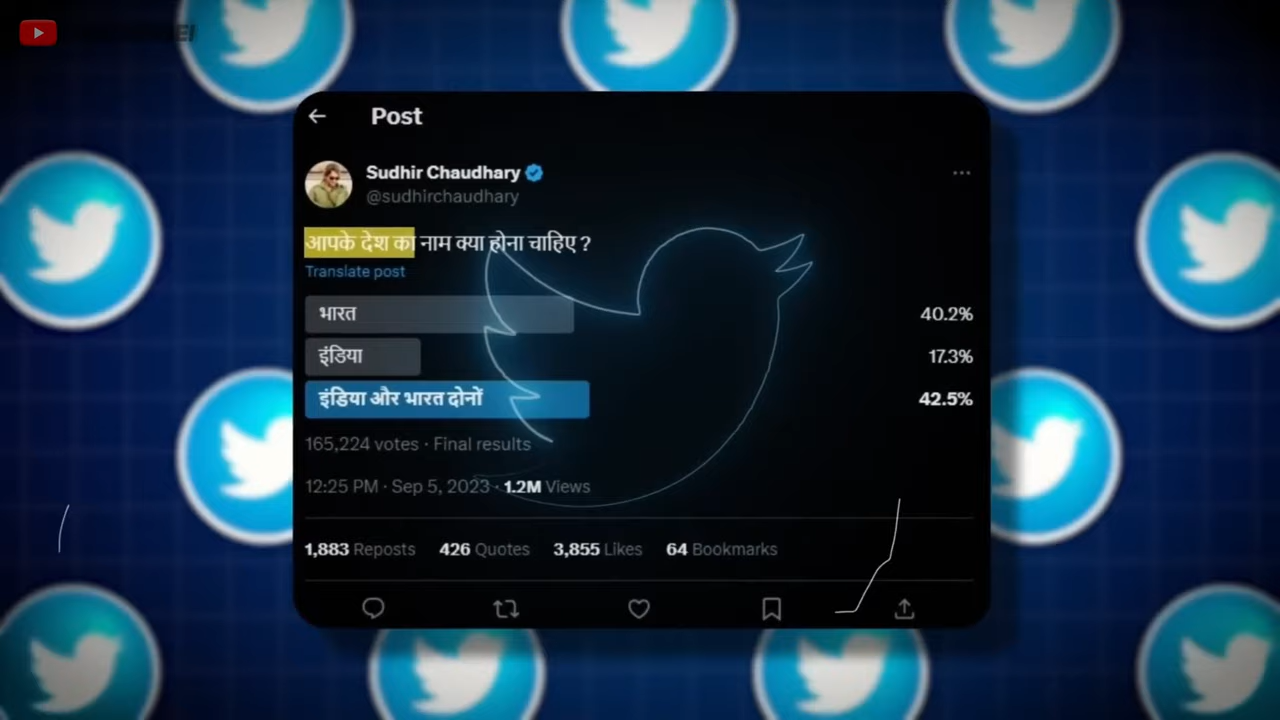 Post
Sudhir Chaudhary
@sudhirchaudhary
आपके देश का नाम क्या होना चाहिए ?
Translate post
भारत 40.2%
इंडिया 17.3%
इंडिया और भारत दोनों 42.5%
165,224 votes · Final results
12:25 PM · Sep 5, 2023 · 1.2M Views
1,883 Reposts 426 Quotes 3,855 Likes 64 Bookmarks